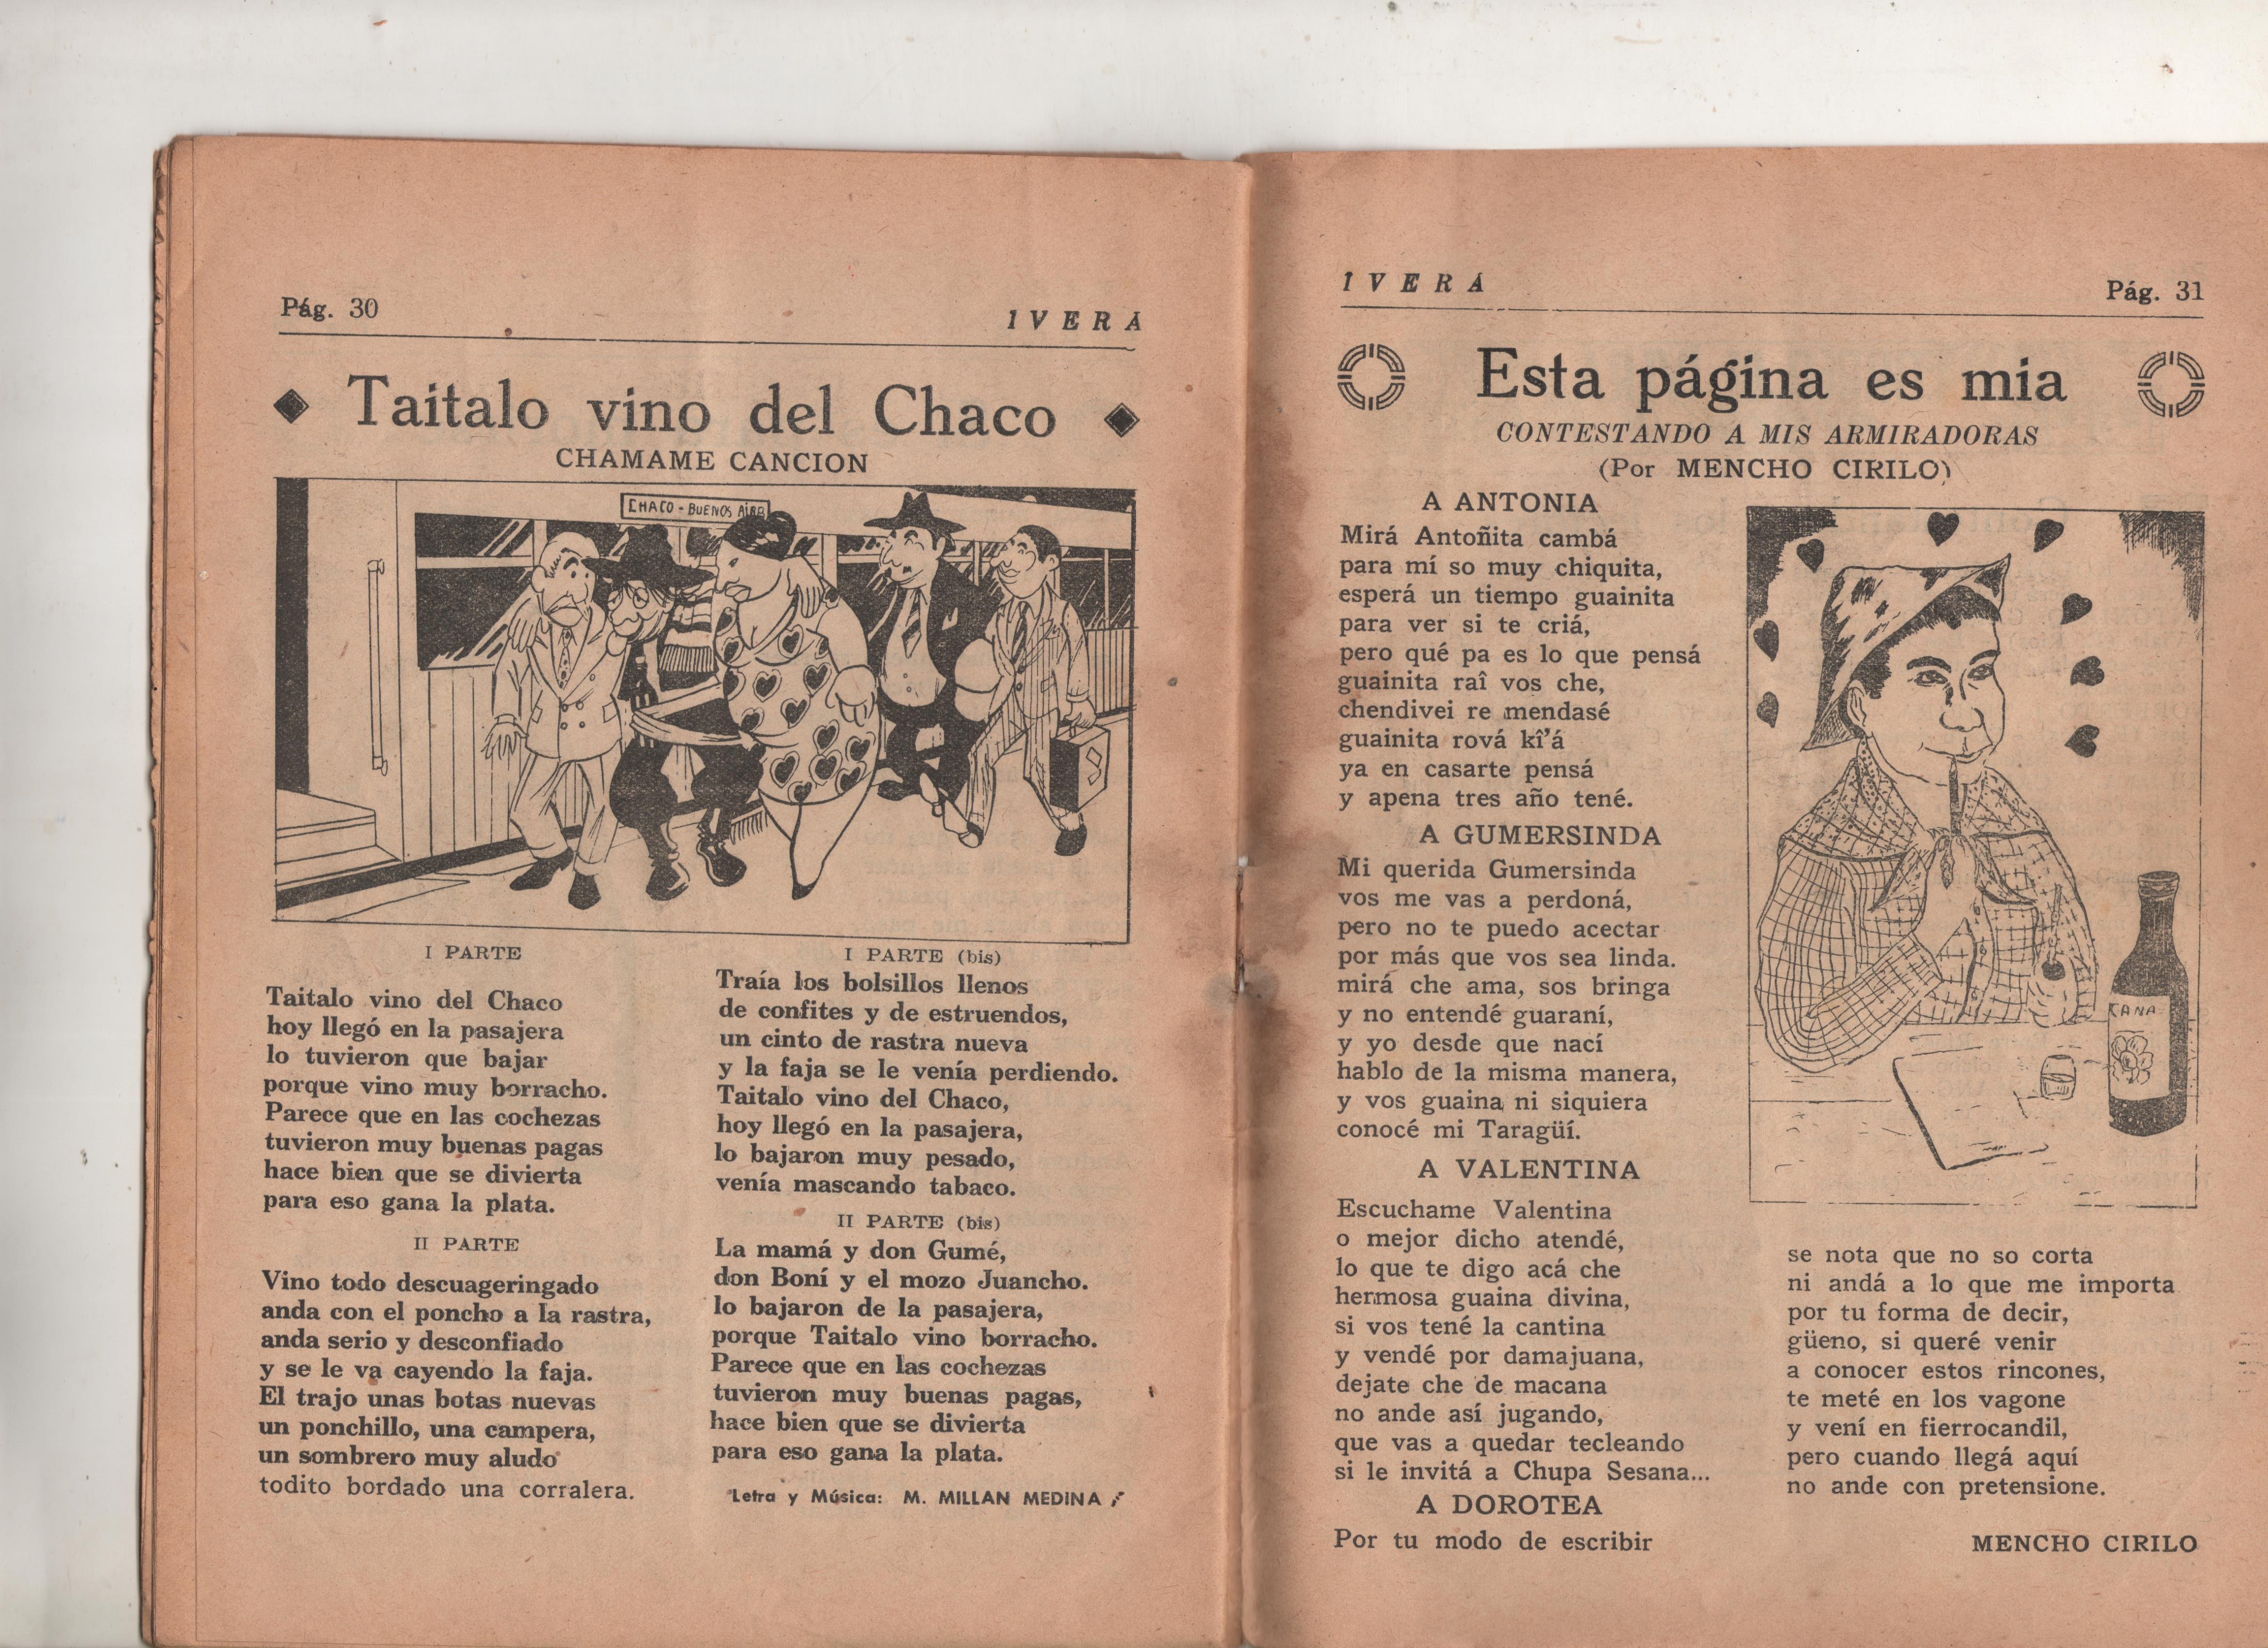 Pág. 30
IVERA
Taitalo vino del Chaco
CHAMAME CANCION
CHACO - BUENOS AIRE
I PARTE
Taitalo vino del Chaco
hoy llegó en la pasajera
lo tuvieron que bajar
porque vino muy borracho.
Parece que en las cochezas
tuvieron muy buenas pagas
hace bien que se divierta
para eso gana la plata.
II PARTE
Vino todo descuageringado
anda con el poncho a la rastra,
anda serio y desconfiado
y se le va cayendo la faja.
El trajo unas botas nuevas
un ponchillo, una campera,
un sombrero muy aludo
todito bordado una corralera.
I PARTE (bis)
Traía los bolsillos llenos
de confites y de estruendos,
un cinto de rastra nueva
y la faja se le venía perdiendo.
Taitalo vino del Chaco,
hoy llegó en la pasajera,
lo bajaron muy pesado,
venía mascando tabaco.
II PARTE (bis)
La mamá y don Gumé,
don Boní y el mozo Juancho.
lo bajaron de la pasajera,
porque Taitalo vino borracho.
Parece que en las cochezas
tuvieron muy buenas pagas,
hace bien que se divierta
para eso gana la plata.
Letra y Música: M. MILLAN MEDINA
IVERÁ
Pág. 31
Esta página es mia
CONTESTANDO A MIS ARMIRADORAS
(Por MENCHO CIRILO)
A ANTONIA
Mirá Antoñita cambá
para mí so muy chiquita,
esperá un tiempo guainita
para ver si te criá,
pero qué pa es lo que pensá
guainita raî vos che,
chendivei re mendasé
guainita rová kî'á
ya en casarte pensá
y apena tres año tené.
A GUMERSINDA
Mi querida Gumersinda
vos me vas a perdoná,
pero no te puedo acectar
por más que vos sea linda.
mirá che ama, sos bringa
y no entendé guaraní,
y yo desde que nací
hablo de la misma manera,
y vos guaina ni siquiera
conocé mi Taragüí.
A VALENTINA
Escuchame Valentina
o mejor dicho atendé,
lo que te digo acá che
hermosa guaina divina,
si vos tené la cantina
y vendé por damajuana,
dejate che de macana
no ande así jugando,
que vas a quedar tecleando
si le invitá a Chupa Sesana...
A DOROTEA
Por tu modo de escribir
CANA
se nota que no so corta
ni andá a lo que me importa
por tu forma de decir,
güeno, si queré venir
a conocer estos rincones,
te meté en los vagone
y vení en fierrocandil,
pero cuando llegá aquí
no ande con pretensione.
MENCHO CIRILO